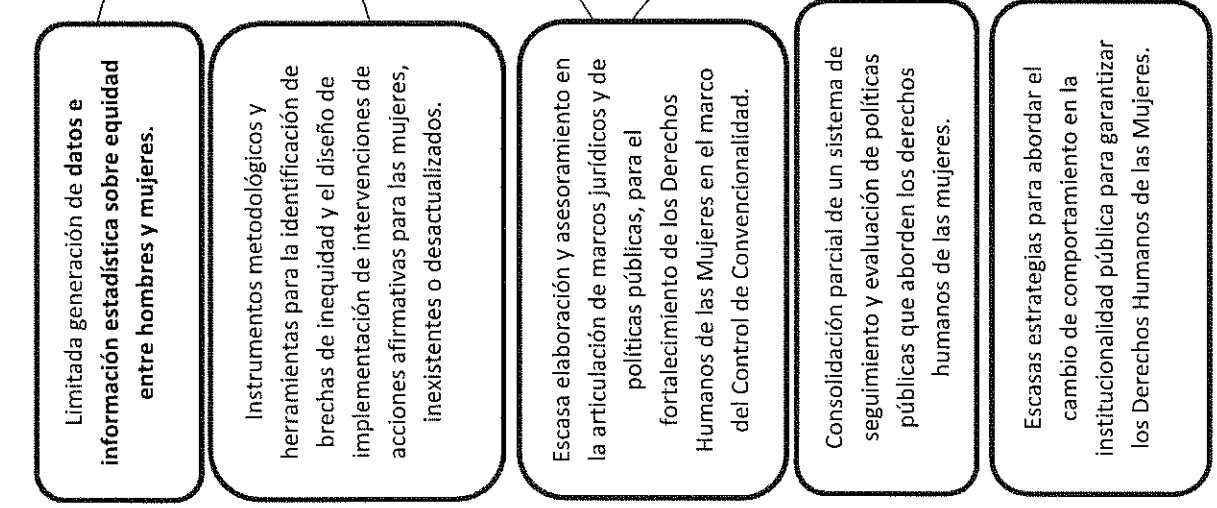 Limitada generación de datos e
información estadística sobre equidad
entre hombres y mujeres.
Instrumentos metodológicos y
herramientas para la identificación de
brechas de inequidad y el diseño de
implementación de intervenciones de
acciones afirmativas para las mujeres,
inexistentes o desactualizados.
Escasa elaboración y asesoramiento en
la articulación de marcos jurídicos y de
políticas públicas, para el
fortalecimiento de los Derechos
Humanos de las Mujeres en el marco
del Control de Convencionalidad.
Consolidación parcial de un sistema de
seguimiento y evaluación de políticas
públicas que aborden los derechos
humanos de las mujeres.
Escasas estrategias para abordar el
cambio de comportamiento en la
institucionalidad pública para garantizar
los Derechos Humanos de las Mujeres.